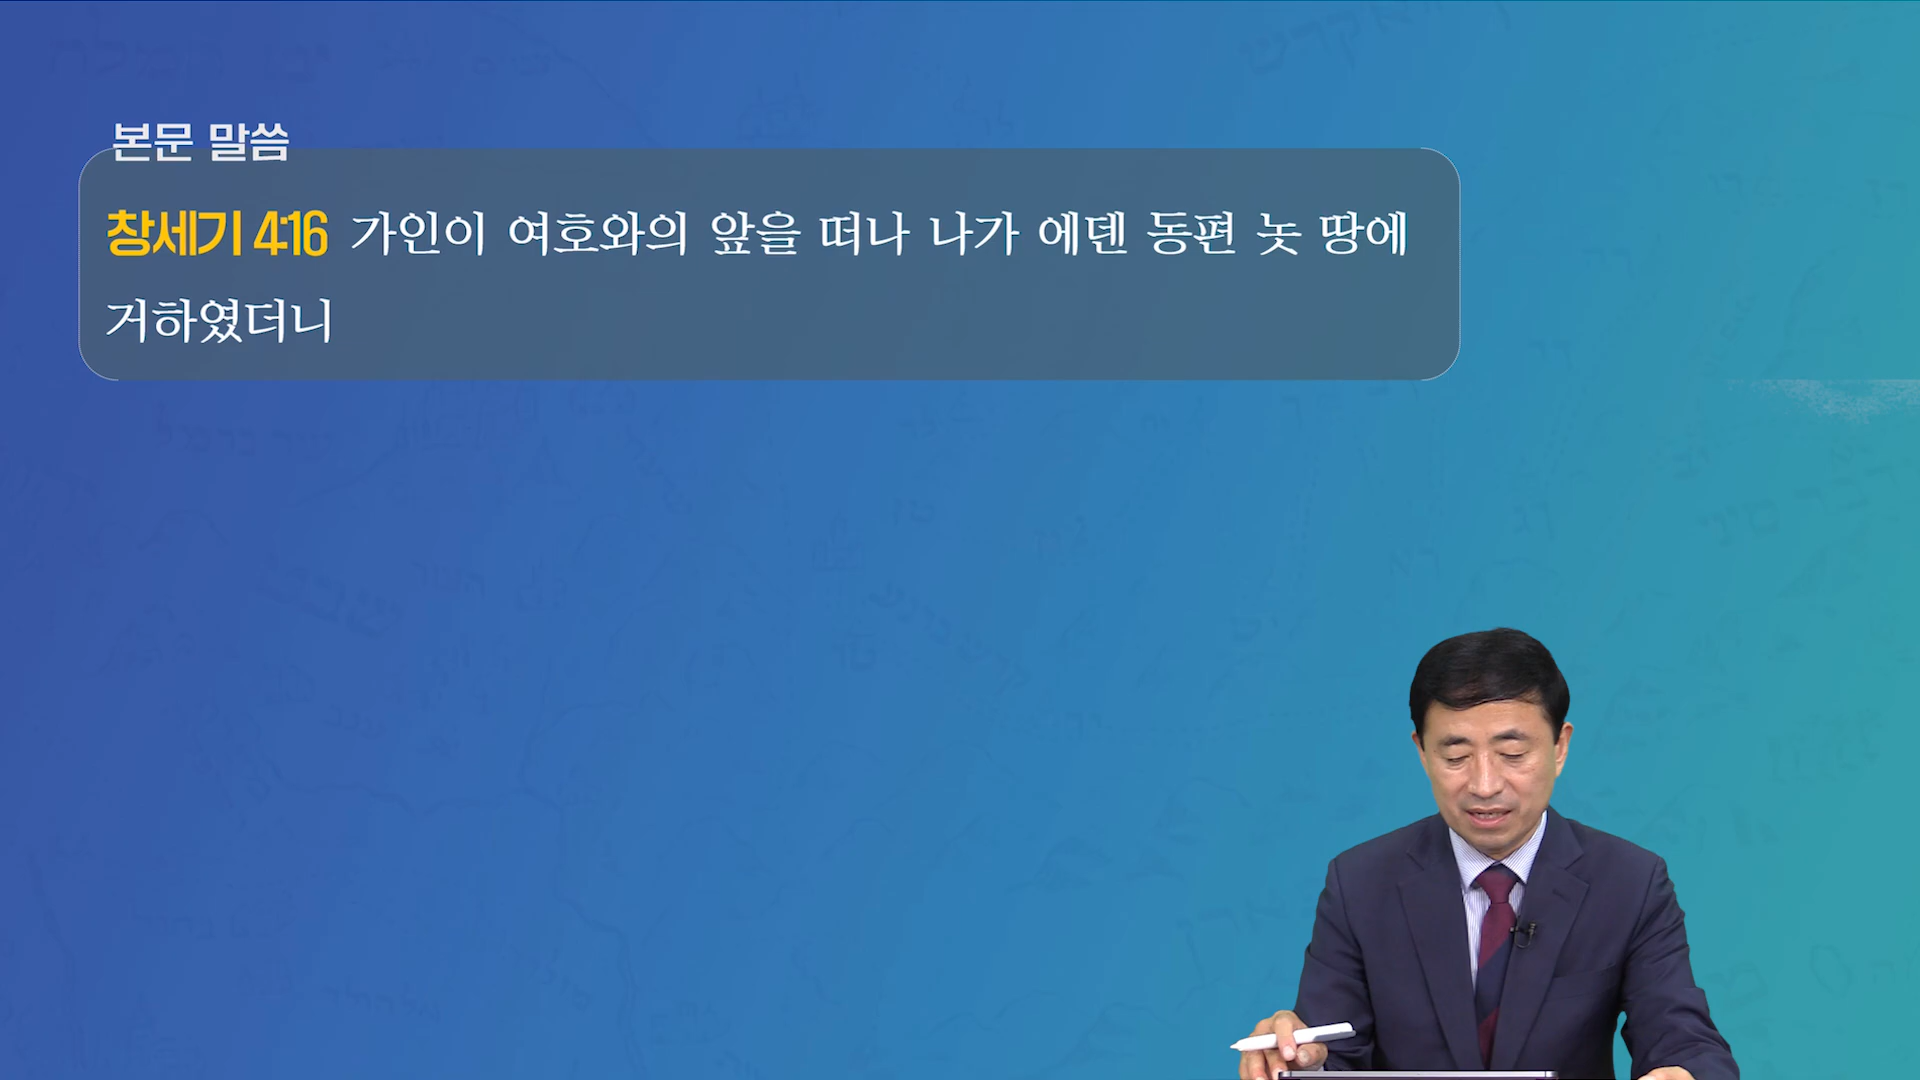 본문 말씀
창세기 4:16 가인이 여호와의 앞을 떠나 나가 에덴 동편 놋 땅에
거하였더니